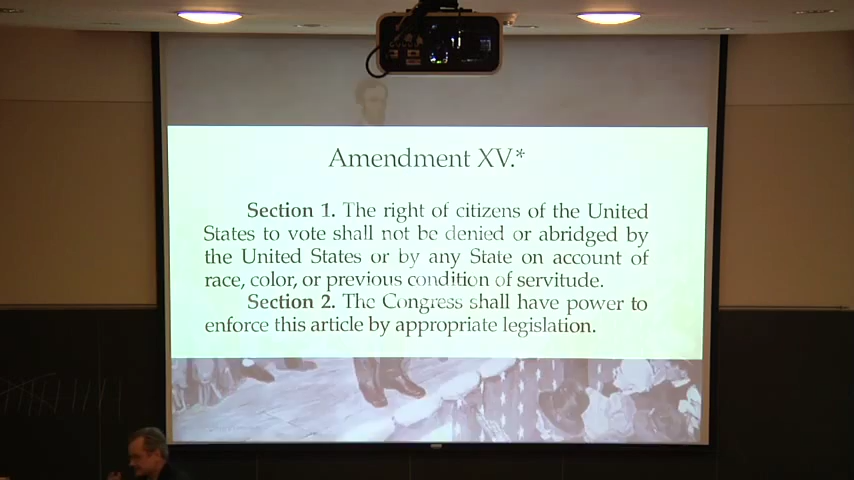 Amendment XV.*
Section 1. The right of citizens of the United
States to vote shall not be denied or abridged by
the United States or by any State on account of
race, color, or previous condition of servitude.
Section 2. The Congress shall have power to
enforce this article by appropriate legislation.